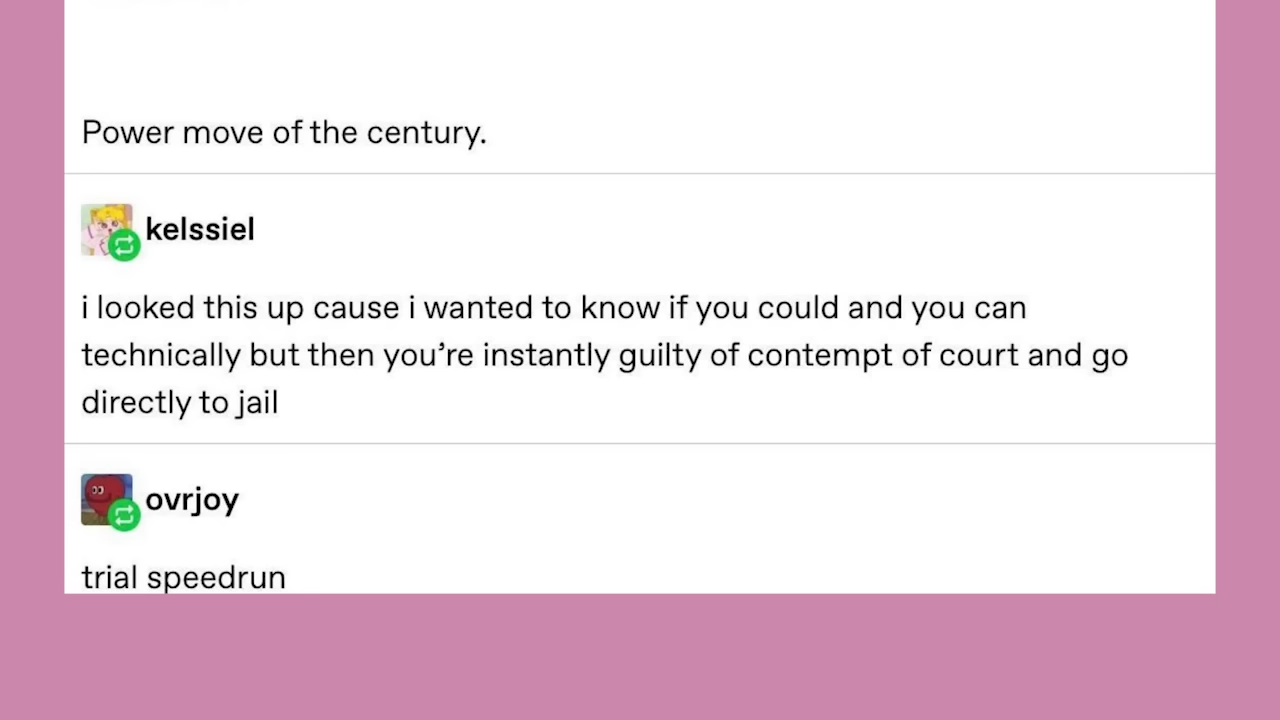 Power move of the century.
kelssiel
i looked this up cause i wanted to know if you could and you can
technically but then you’re instantly guilty of contempt of court and go
directly to jail
ovrjoy
trial speedrun